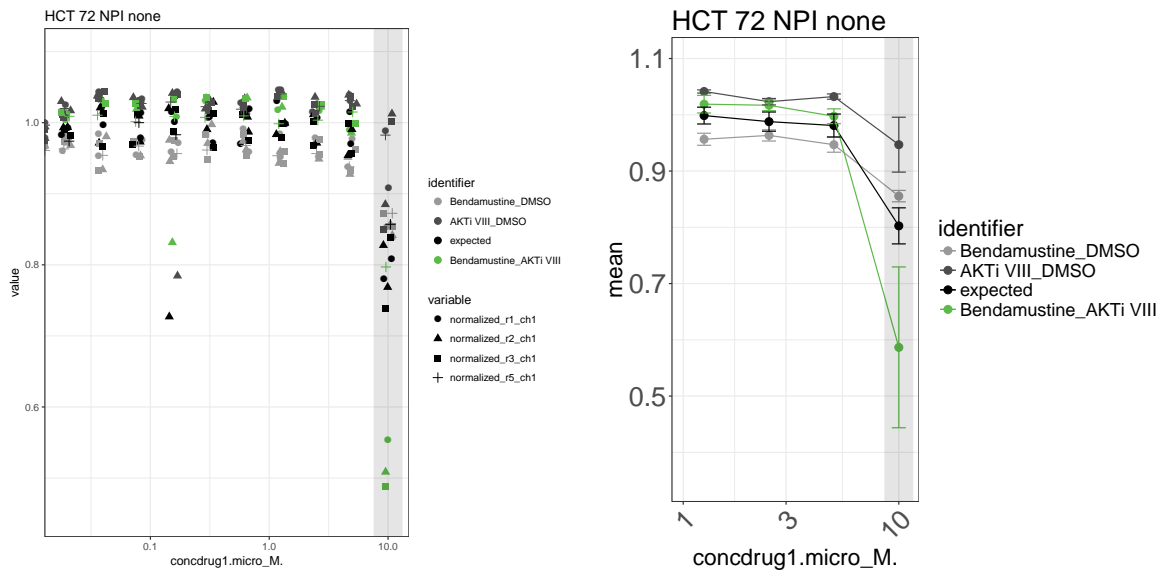 HCT 72 NPI none
value
1.0
0.8
0.6
0.1
1.0
10.0
concdrug1.micro_M.
identifier
Bendamustine_DMSO
AKTi VIII_DMSO
expected
Bendamustine_AKTi VIII
variable
normalized_r1_ch1
normalized_r2_ch1
normalized_r3_ch1
normalized_r5_ch1
HCT 72 NPI none
mean
1.1
0.9
0.7
0.5
1
3
10
concdrug1.micro_M.
identifier
Bendamustine_DMSO
AKTi VIII_DMSO
expected
Bendamustine_AKTi VIII